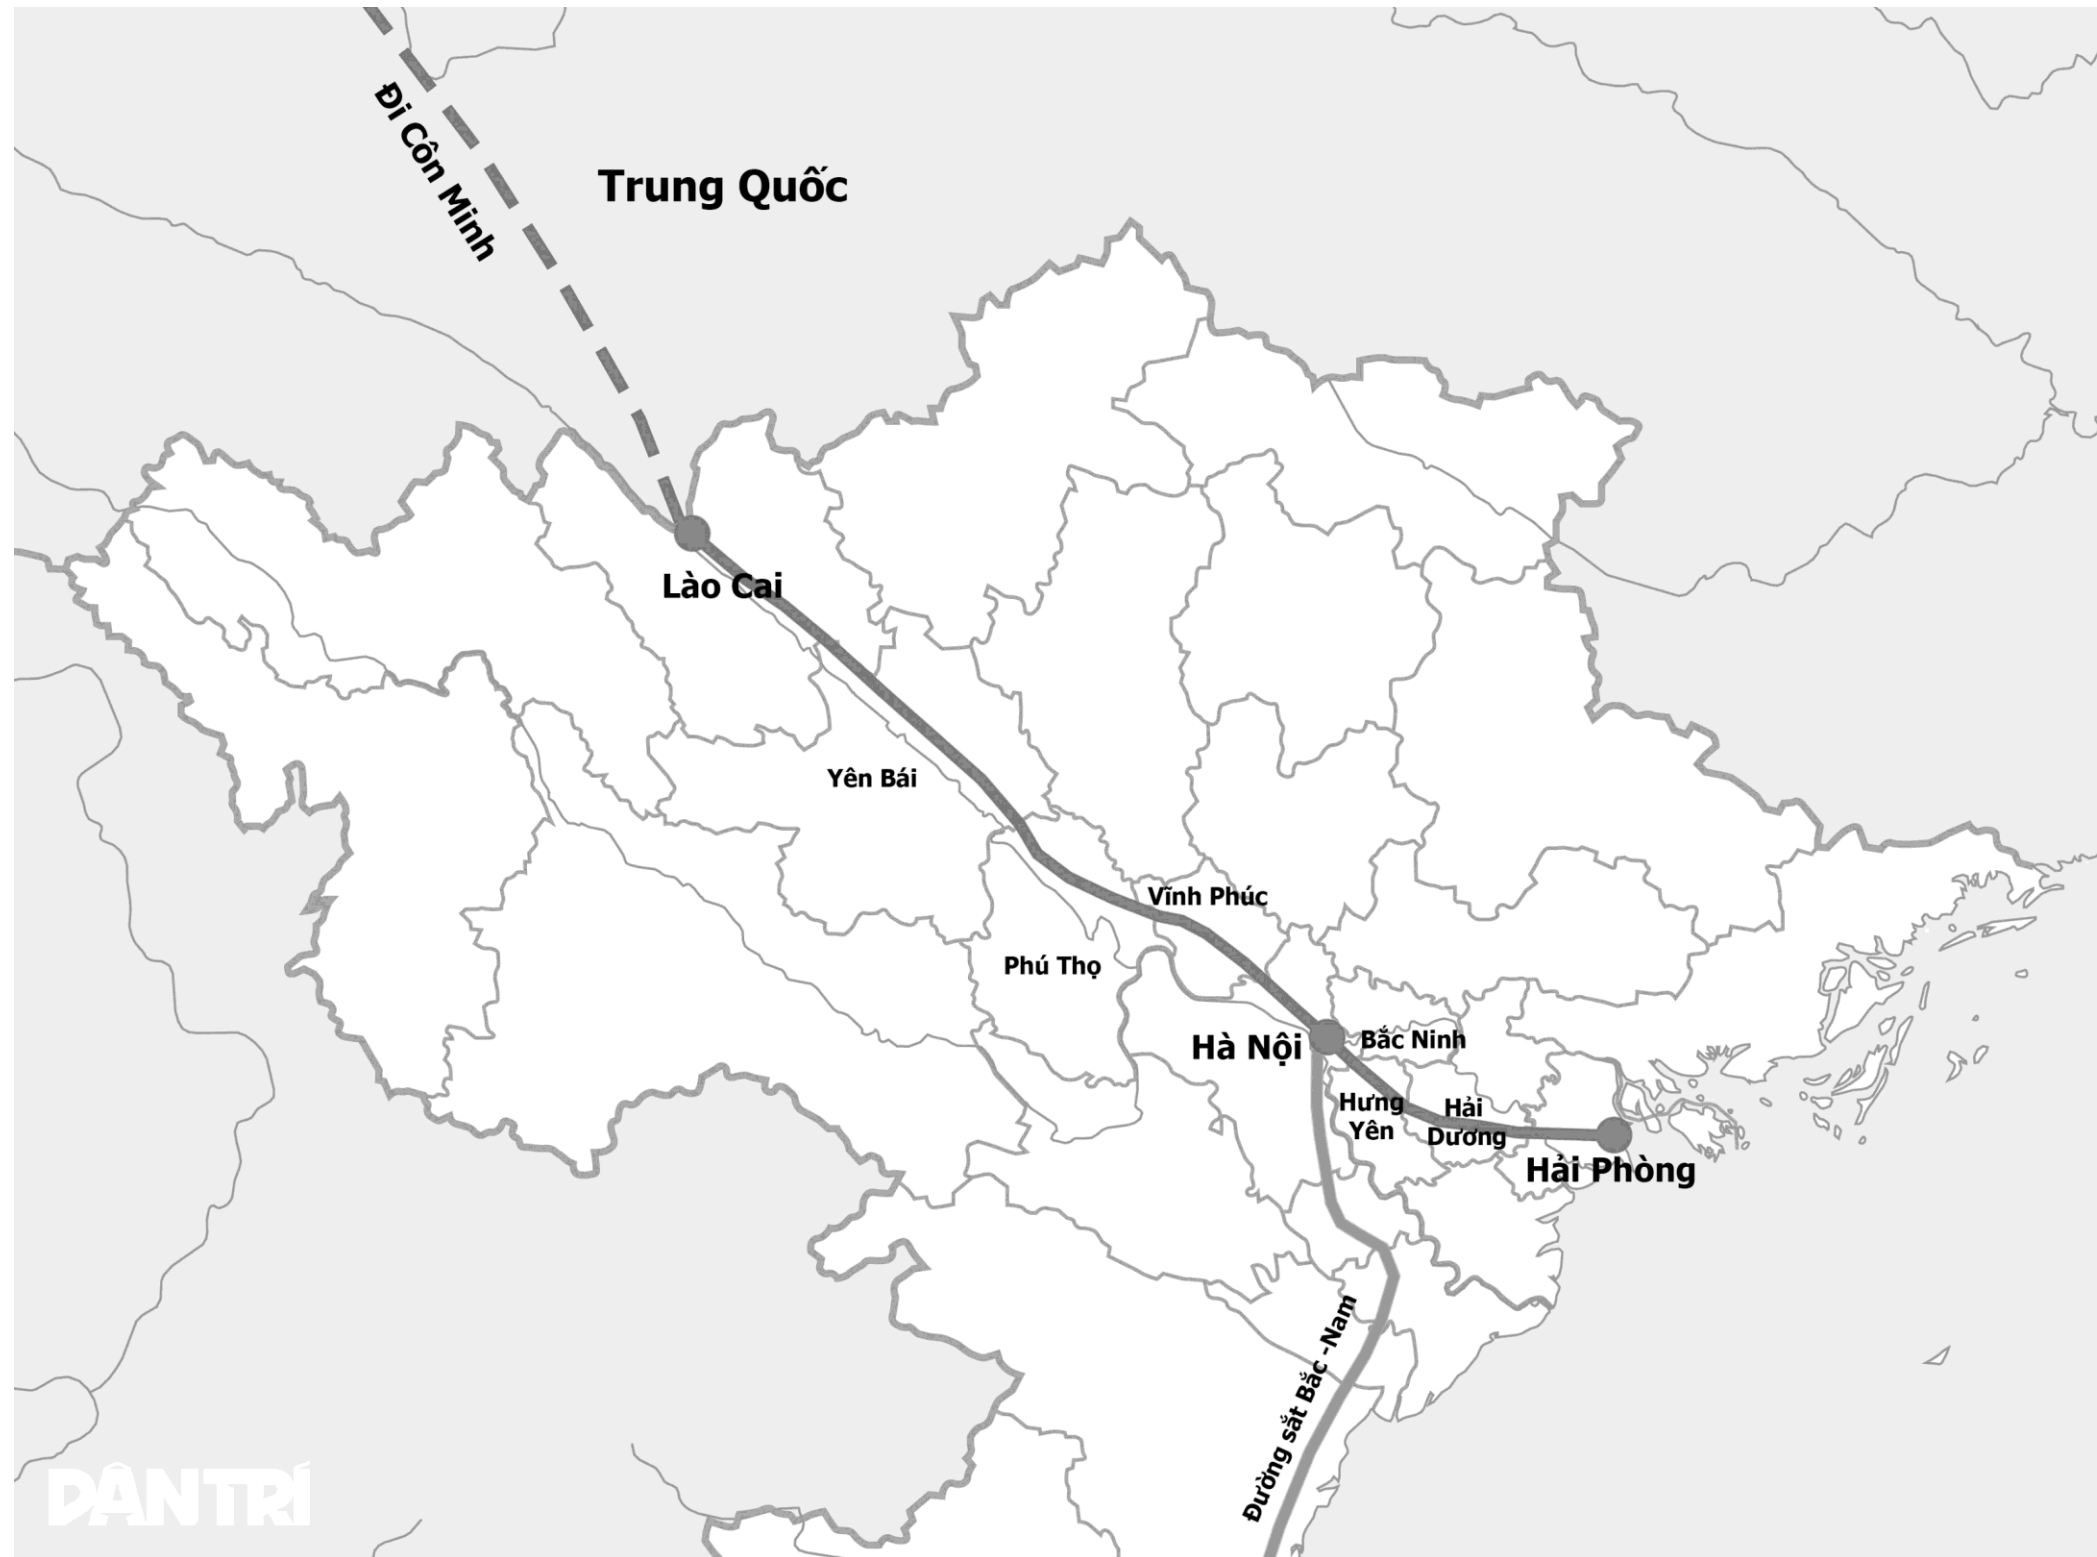 Đi Côn Minh
Trung Quốc
Lào Cai
Yên Bái
Vĩnh Phúc
Phú Thọ
Hà Nội
Bắc Ninh
Hưng
Yên
Hải
Dương
Hải Phòng
Đường sắt Bắc -Nam
DÂN TRÍ